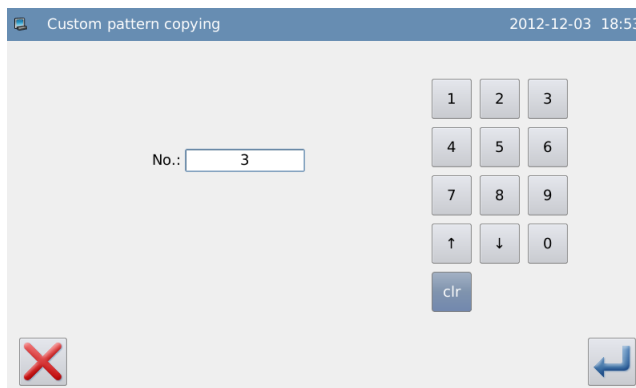 Custom pattern copying 2012-12-03 18:53
1 2 3
No.: 3
4 5 6
7 8 9
↑ ↓ 0
clr